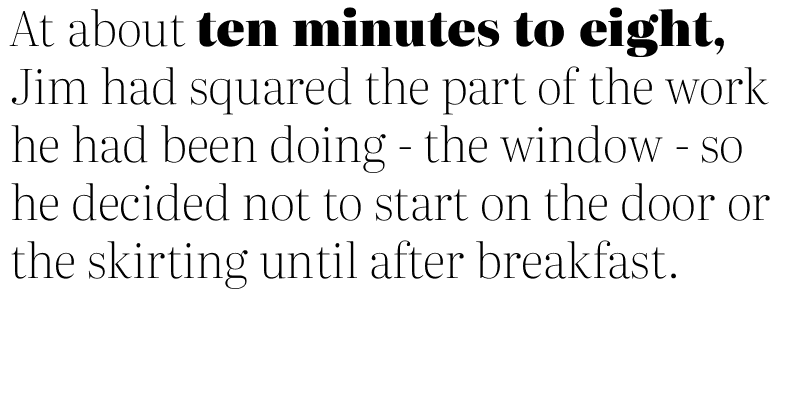 At about ten minutes to eight,
Jim had squared the part of the work
he had been doing - the window - so
he decided not to start on the door or
the skirting until after breakfast.